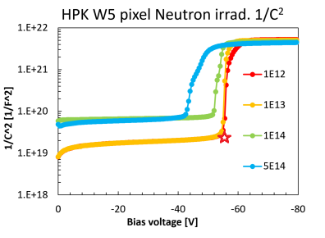 HPK W5 pixel Neutron irrad. 1/C²
1.E+22
1.E+21
1.E+20
1.E+19
1.E+18
1/C^2 [1/F^2]
0 -20 -40 -60 -80
Bias voltage [V]
1E12
1E13
1E14
5E14